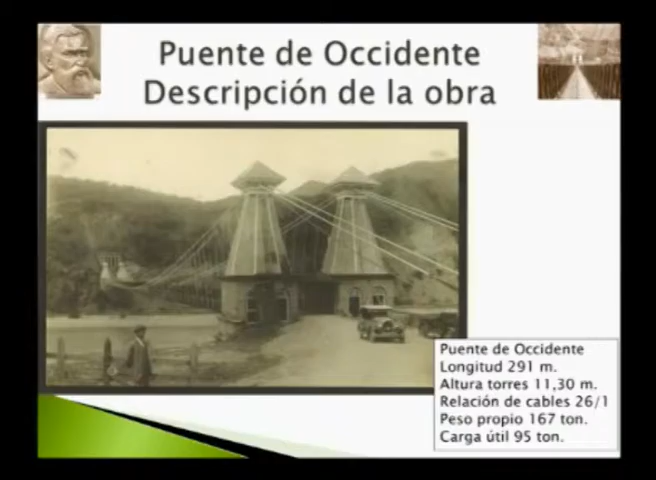 Puente de Occidente
Descripción de la obra
Puente de Occidente
Longitud 291 m.
Altura torres 11,30 m.
Relación de cables 26/1
Peso propio 167 ton.
Carga útil 95 ton.